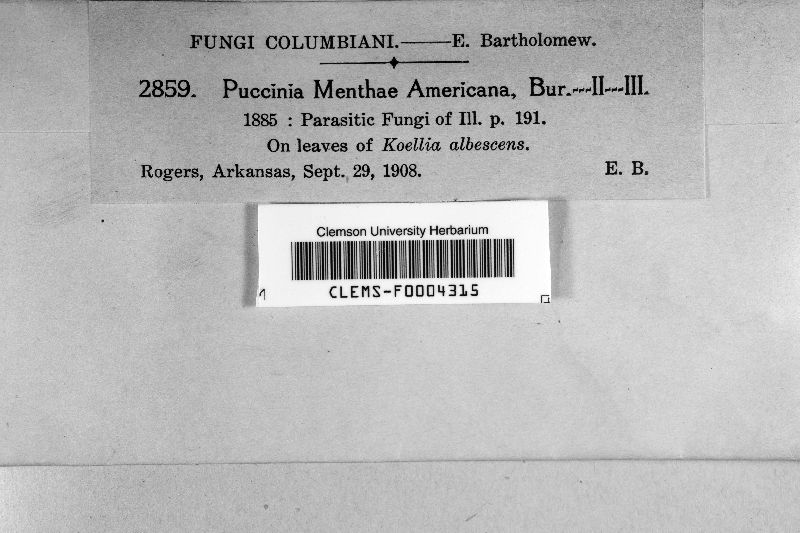 FUNGI COLUMBIANI.——E. Bartholomew.
2859. Puccinia Menthae Americana, Bur.---II---III.
1885 : Parasitic Fungi of Ill. p. 191.
On leaves of Koellia albescens.
Rogers, Arkansas, Sept. 29, 1908. E. B.
Clemson University Herbarium
CLEMS-F0004315